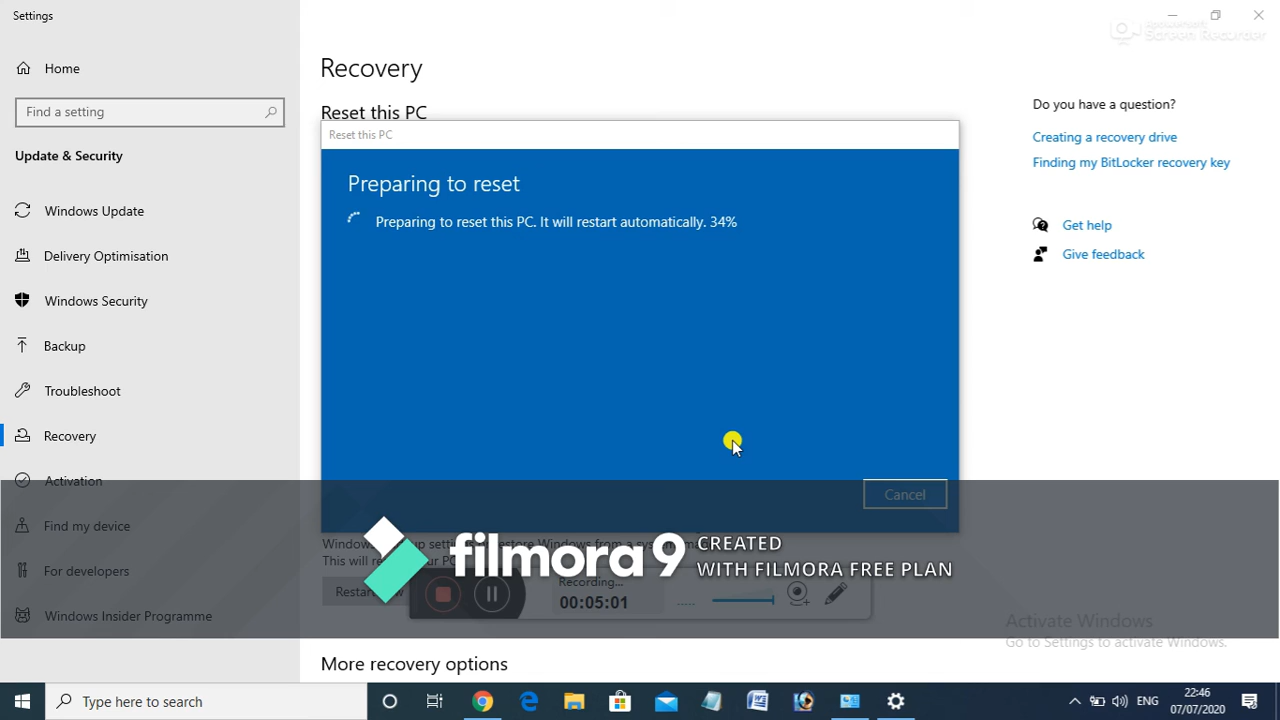 Settings
Apowersoft
Screen Recorder
Home
Find a setting
Update & Security
Windows Update
Delivery Optimisation
Windows Security
Backup
Troubleshoot
Recovery
Activation
Find my device
For developers
Windows Insider Programme
Recovery
Reset this PC
Reset this PC
Preparing to reset
Preparing to reset this PC. It will restart automatically. 34%
Cancel
Do you have a question?
Creating a recovery drive
Finding my BitLocker recovery key
Get help
Give feedback
filmora9
CREATED
WITH FILMORA FREE PLAN
Recording...
00:05:01
Activate Windows
Go to Settings to activate Windows.
More recovery options
Type here to search
ENG
22:46
07/07/2020